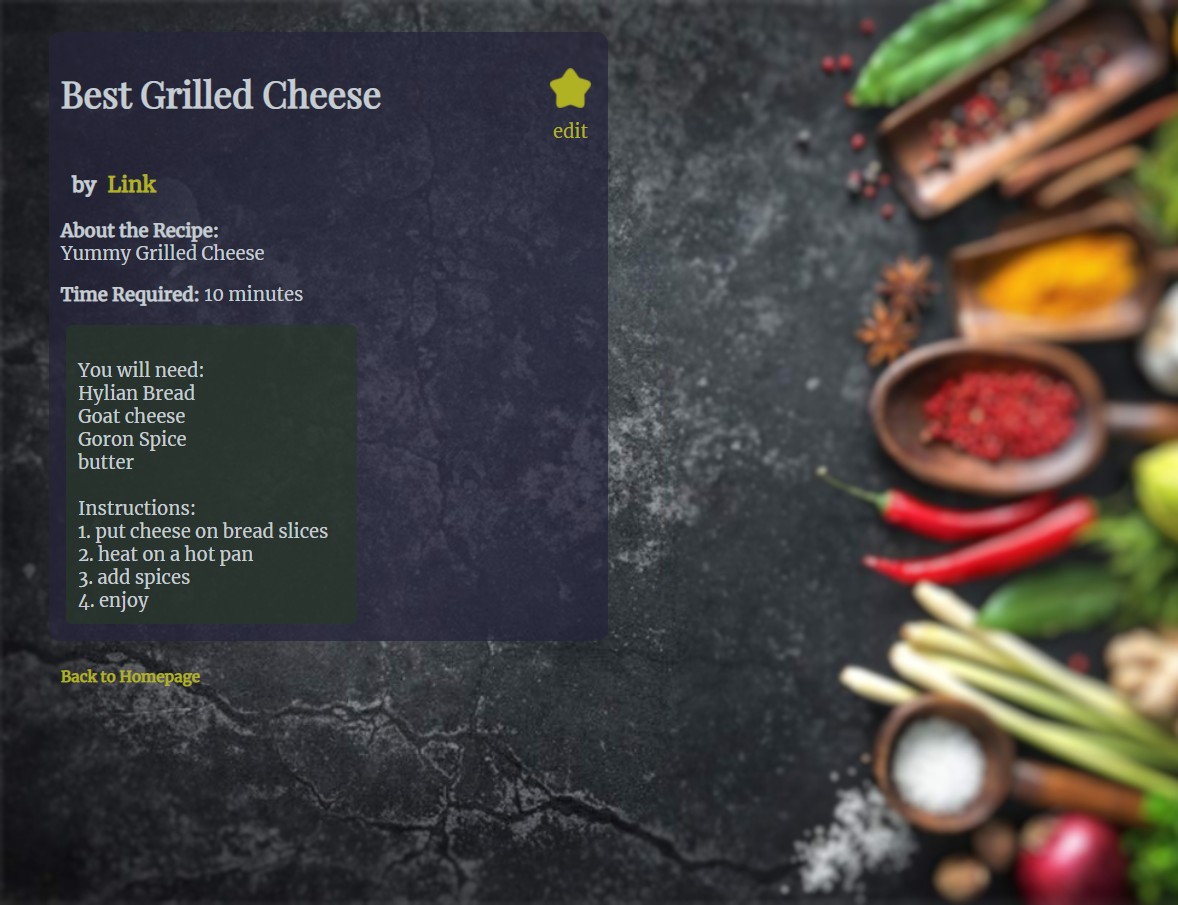 Best Grilled Cheese
edit
by Link
About the Recipe:
Yummy Grilled Cheese
Time Required: 10 minutes
You will need:
Hylian Bread
Goat cheese
Goron Spice
butter
Instructions:
1. put cheese on bread slices
2. heat on a hot pan
3. add spices
4. enjoy
Back to Homepage